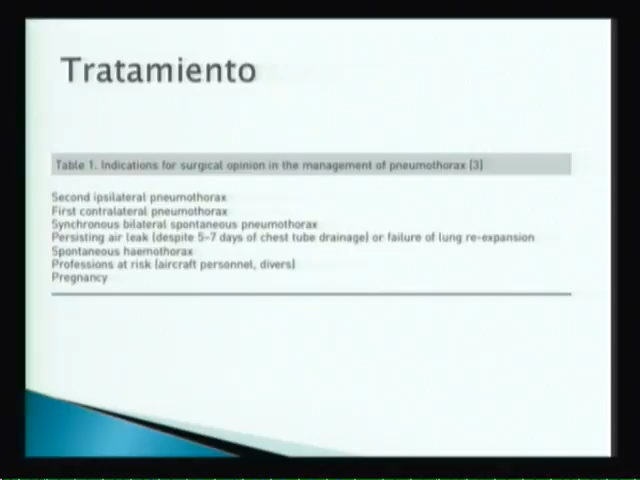 Tratamiento
Table 1. Indications for surgical opinion in the management of pneumothorax [3]
Second ipsilateral pneumothorax
First contralateral pneumothorax
Synchronous bilateral spontaneous pneumothorax
Persisting air leak (despite 5-7 days of chest tube drainage) or failure of lung re-expansion
Spontaneous haemothorax
Professions at risk (aircraft personnel, divers)
Pregnancy